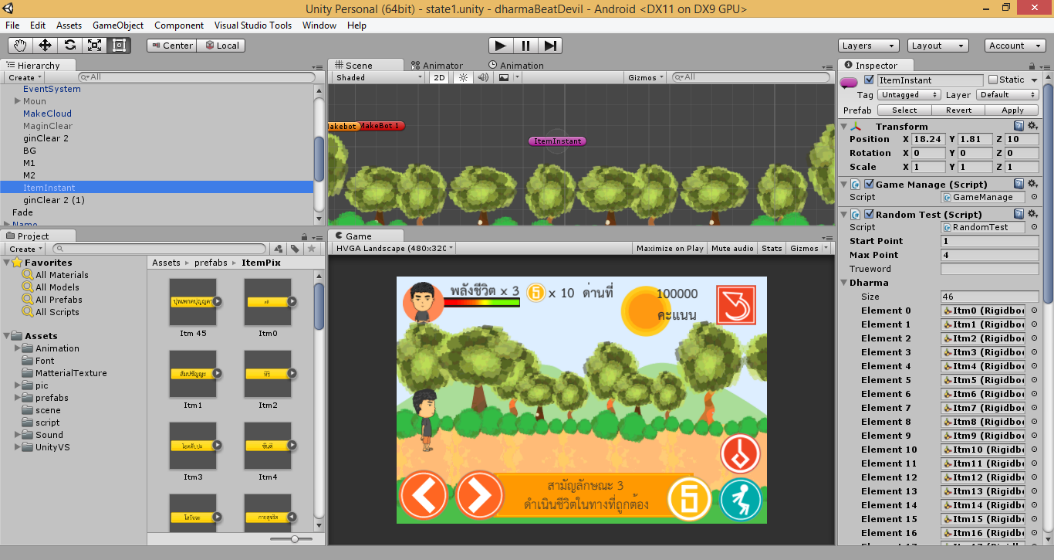 Unity Personal (64bit) - state1.unity - dharmaBeatDevil - Android <DX11 on DX9 GPU>
File Edit Assets GameObject Component Visual Studio Tools Window Help
Center Local Layers Layout Account
Hierarchy
Create All
EventSystem
Moun
MakeCloud
MaginClear
ginClear 2
BG
M1
M2
ItemInstant
ginClear 2 (1)
Fade
Name
Scene Animator Animation
Shaded 2D Gizmos All
MakeBot 1
ItemInstant
Project
Create
Favorites
All Materials
All Models
All Prefabs
All Scripts
Assets
Animation
Font
MatterialTexture
pic
prefabs
scene
script
Sound
UnityVS
Assets prefabs ItemPix
Itm 45 Itm0
Itm1 Itm2
Itm3 Itm4
Game
HVGA Landscape (480x320) Maximize on Play Mute audio Stats Gizmos
พลังชีวิต x 3 x 10 ด่านที่ 100000
คะแนน
สามัญลักษณะ 3
ดำเนินชีวิตในทางที่ถูกต้อง
Inspector
ItemInstant Static
Tag Untagged Layer Default
Prefab Select Revert Apply
Transform
Position X 18.24 Y 1.81 Z 10
Rotation X 0 Y 0 Z 0
Scale X 1 Y 1 Z 1
Game Manage (Script)
Script GameManage
Random Test (Script)
Script RandomTest
Start Point 1
Max Point 4
Trueword
Dharma
Size 46
Element 0 Itm0 (Rigidbo
Element 1 Itm1 (Rigidbo
Element 2 Itm2 (Rigidbo
Element 3 Itm3 (Rigidbo
Element 4 Itm4 (Rigidbo
Element 5 Itm5 (Rigidbo
Element 6 Itm6 (Rigidbo
Element 7 Itm7 (Rigidbo
Element 8 Itm8 (Rigidbo
Element 9 Itm9 (Rigidbo
Element 10 Itm10 (Rigidb
Element 11 Itm11 (Rigidb
Element 12 Itm12 (Rigidb
Element 13 Itm13 (Rigidb
Element 14 Itm14 (Rigidb
Element 15 Itm15 (Rigidb
Element 16 Itm16 (Rigidb